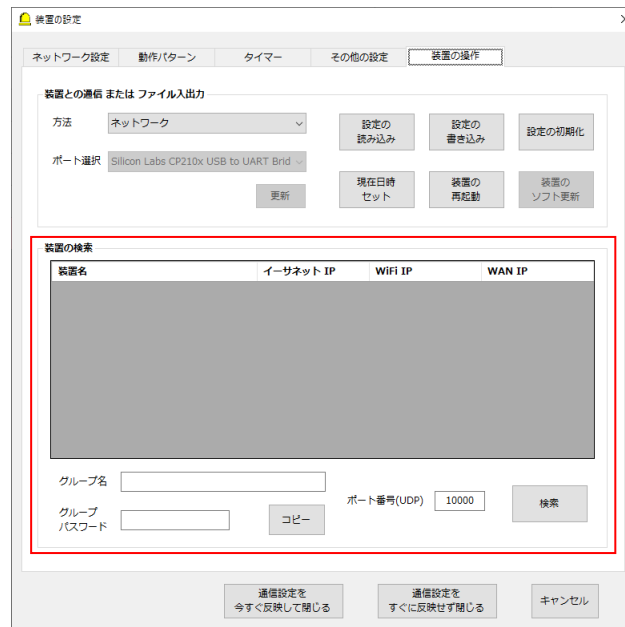 装置の設定
ネットワーク設定 動作パターン タイマー その他の設定 装置の操作
装置との通信 または ファイル入出力
方法 ネットワーク
設定の
読み込み
設定の
書き込み
設定の初期化
ポート選択 Silicon Labs CP210x USB to UART Brid
更新
現在日時
セット
装置の
再起動
装置の
ソフト更新
装置の検索
装置名 イーサネット IP WiFi IP WAN IP
グループ名
グループ
パスワード
コピー
ポート番号(UDP) 10000
検索
通信設定を
今すぐ反映して閉じる
通信設定を
すぐに反映せず閉じる
キャンセル